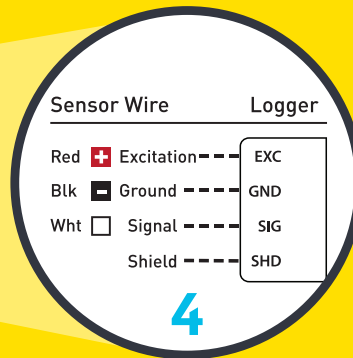 Sensor Wire Logger
Red + Excitation EXC
Blk - Ground GND
Wht Signal SIG
Shield SHD
4